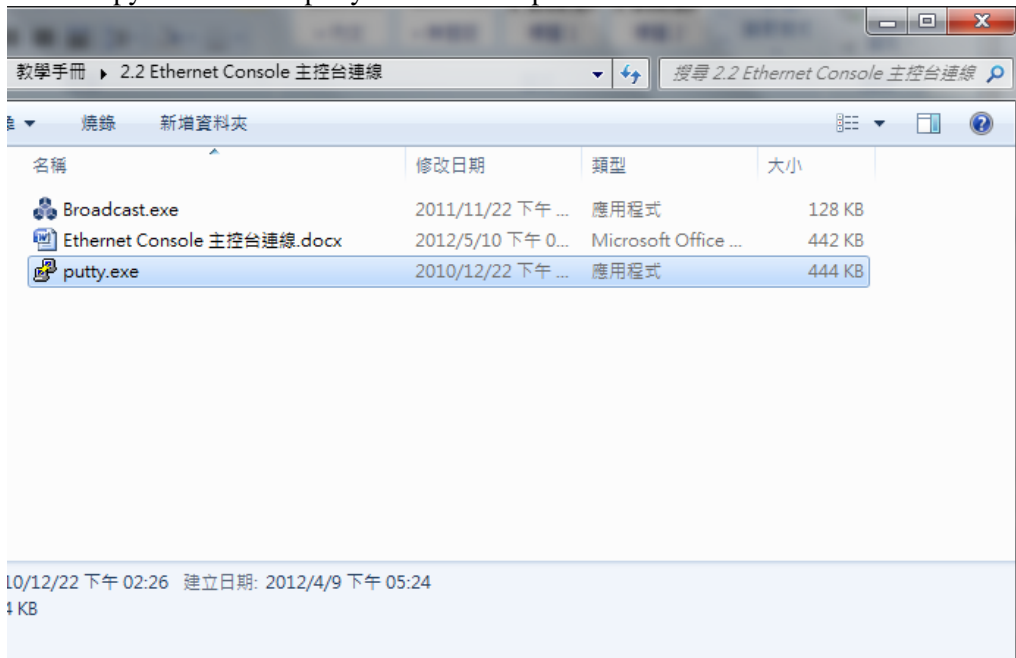 教學手冊 ▸ 2.2 Ethernet Console 主控台連線 搜尋 2.2 Ethernet Console 主控台連線
燒錄 新增資料夾
名稱 修改日期 類型 大小
Broadcast.exe 2011/11/22 下午 ... 應用程式 128 KB
Ethernet Console 主控台連線.docx 2012/5/10 下午 0... Microsoft Office ... 442 KB
putty.exe 2010/12/22 下午 ... 應用程式 444 KB
10/12/22 下午 02:26 建立日期: 2012/4/9 下午 05:24
4 KB